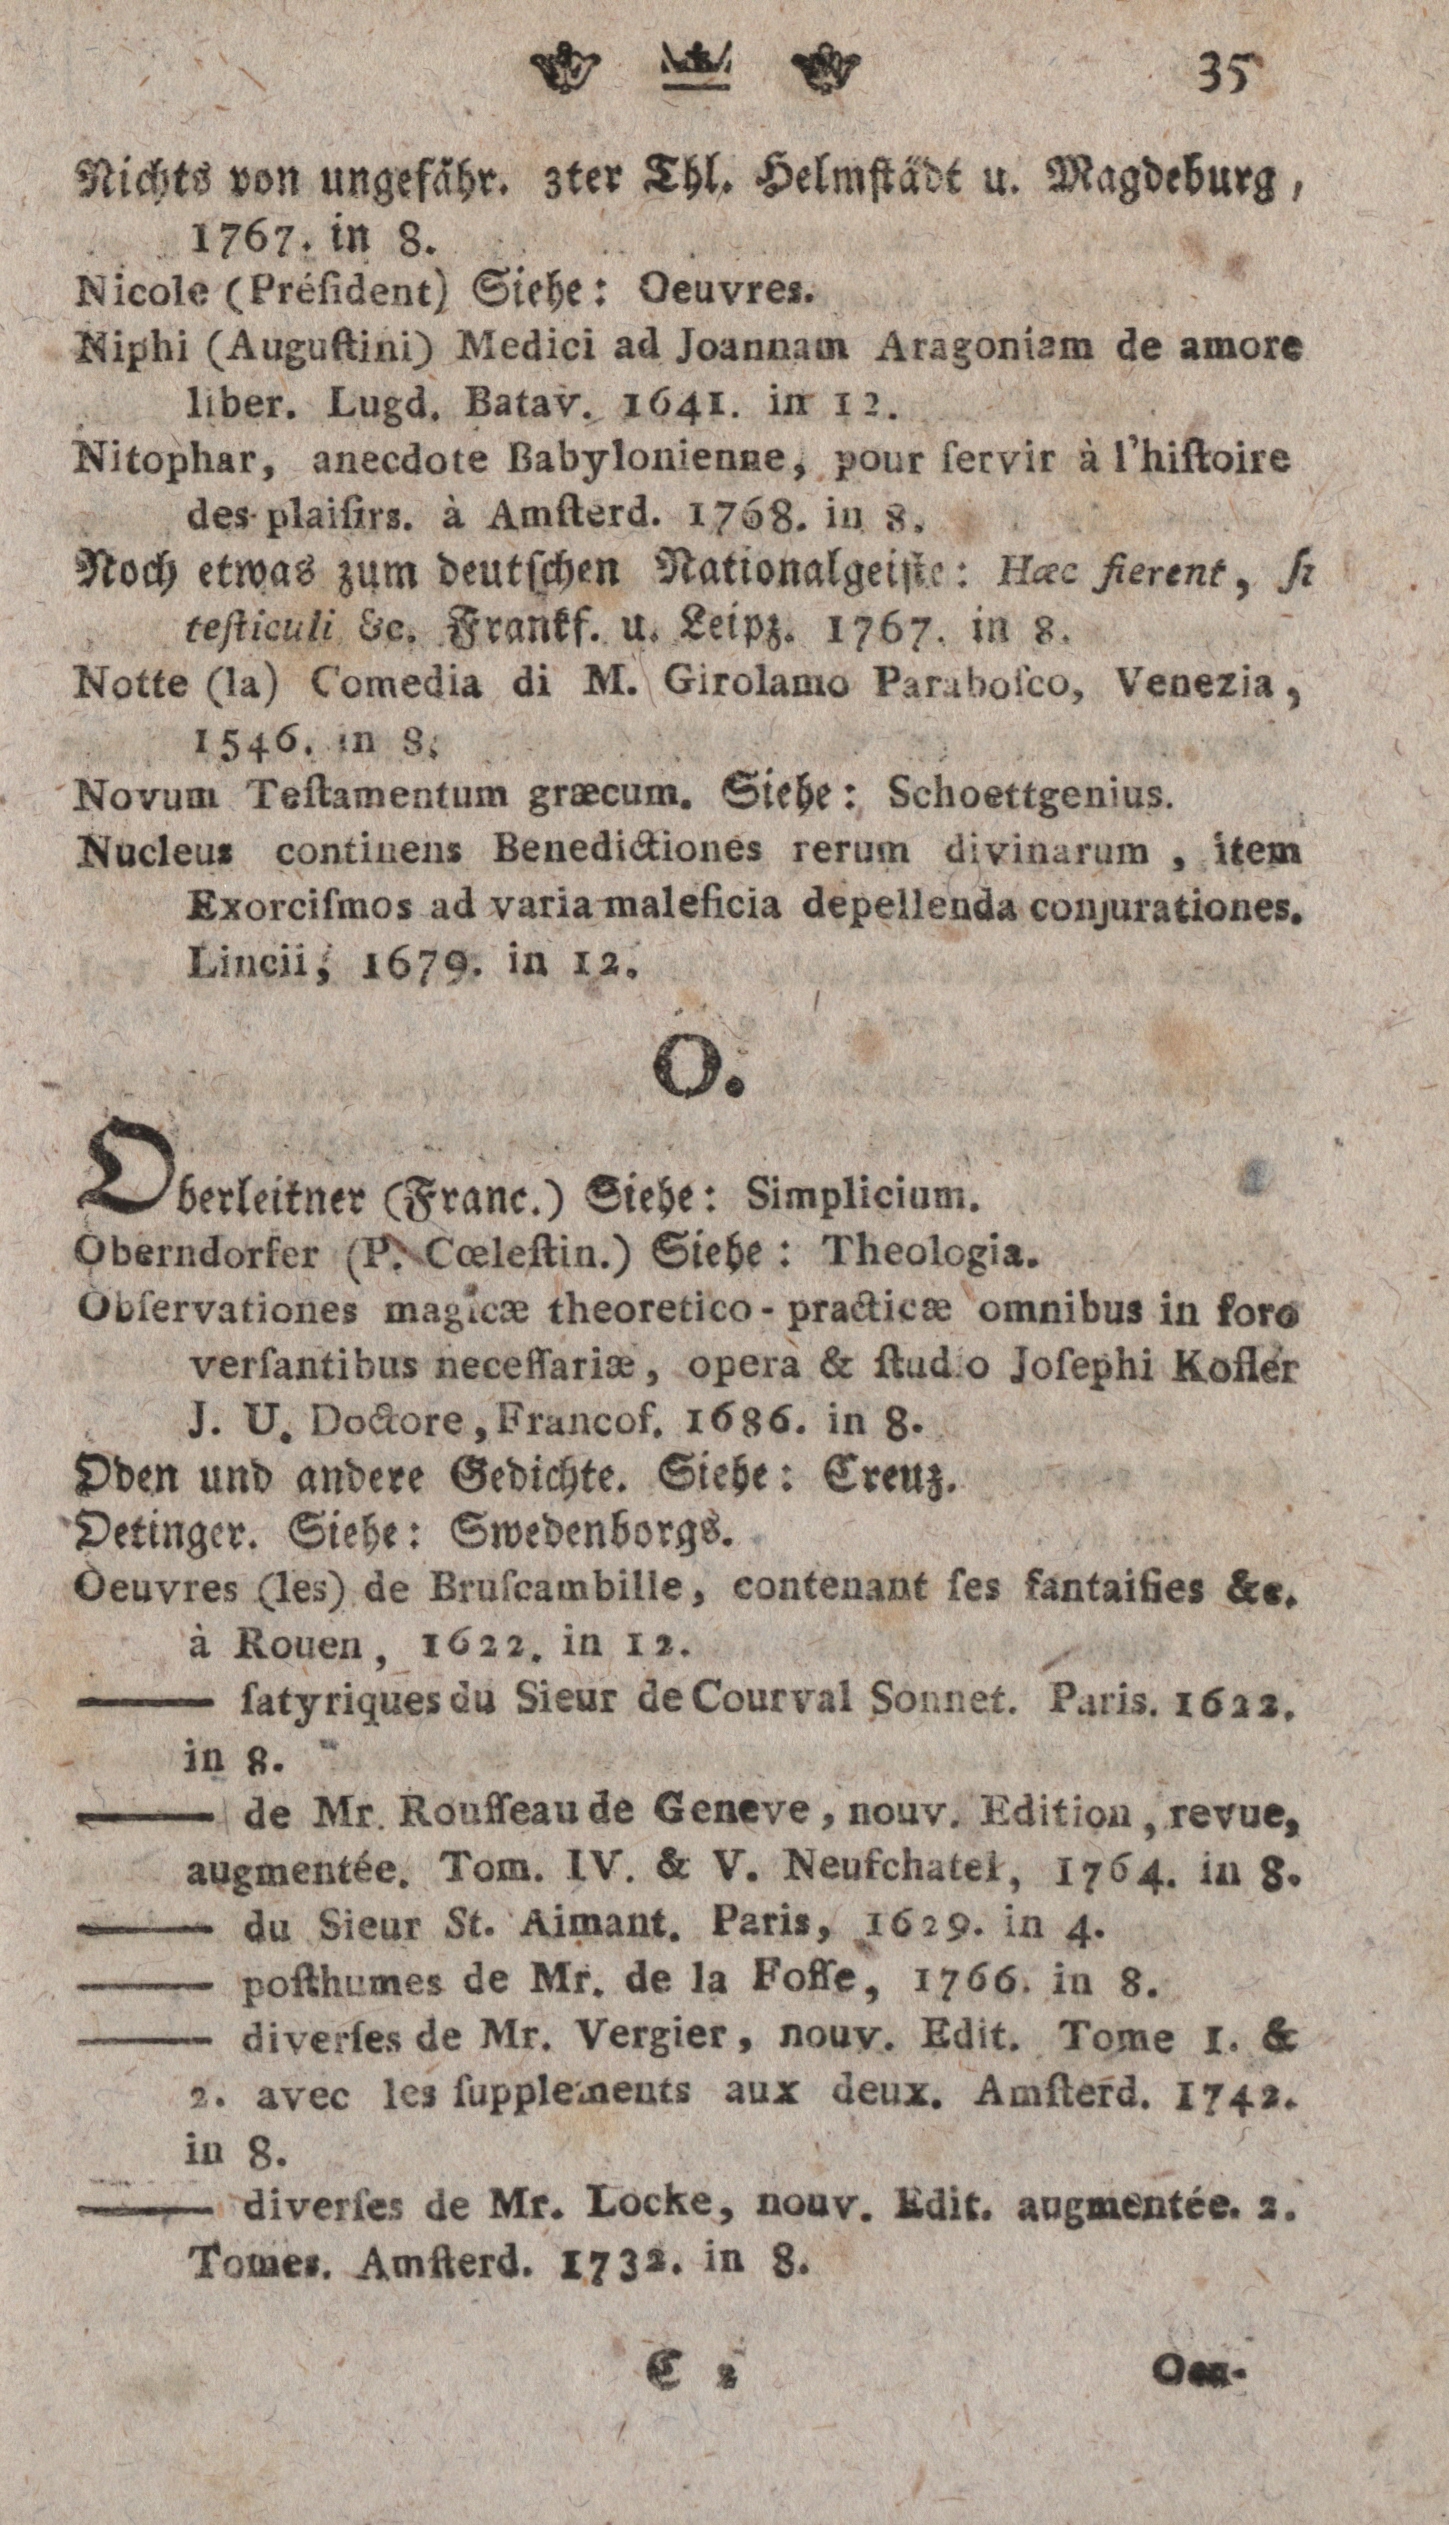 35
Nichts von ungefähr. 3ter Thl. Helmstädt u. Magdeburg,
1767. in 8.
Nicole (Préſident) Siehe: Oeuvres.
Niphi (Auguſtini) Medici ad Joannam Aragoniam de amore
liber. Lugd. Batav. 1641. in 12.
Nitophar, anecdote Babylonienne, pour ſervir à l'hiſtoire
des plaiſirs. à Amſterd. 1768. in 8.
Noch etwas zum deutſchen Nationalgeiſte: Hæc fierent, ſi
teſticuli &c. Frankf. u. Leipz. 1767. in 8.
Notte (la) Comedia di M. Girolamo Paraboſco, Venezia,
1546. in 8.
Novum Teſtamentum græcum. Siehe: Schoettgenius.
Nucleus continens Benedictiones rerum divinarum, item
Exorciſmos ad varia maleficia depellenda conjurationes.
Lincii, 1679. in 12.
O.
Oberleitner (Franc.) Siehe: Simplicium.
Oberndorfer (P. Cœleſtin.) Siehe: Theologia.
Obſervationes magicæ theoretico-practicæ omnibus in foro
verſantibus neceſſariæ, opera & ſtudio Joſephi Kofler
J. U. Doctore, Francof. 1686. in 8.
Oden und andere Gedichte. Siehe: Creuz.
Oetinger. Siehe: Swedenborgs.
Oeuvres (les) de Bruſcambille, contenant ſes fantaiſies &c.
à Rouen, 1622. in 12.
——— ſatyriques du Sieur de Courval Sonnet. Paris. 1622.
in 8.
——— de Mr. Rouſſeau de Geneve, nouv. Edition, revue,
augmentée. Tom. IV. & V. Neufchatel, 1764. in 8.
——— du Sieur St. Aimant. Paris, 1629. in 4.
——— poſthumes de Mr. de la Foſſe, 1766. in 8.
——— diverſes de Mr. Vergier, nouv. Edit. Tome 1. &
2. avec les ſupplements aux deux. Amſterd. 1742.
in 8.
——— diverſes de Mr. Locke, nouv. Edit. augmentée. 2.
Tomes. Amſterd. 1732. in 8.
C 2 Oeu-